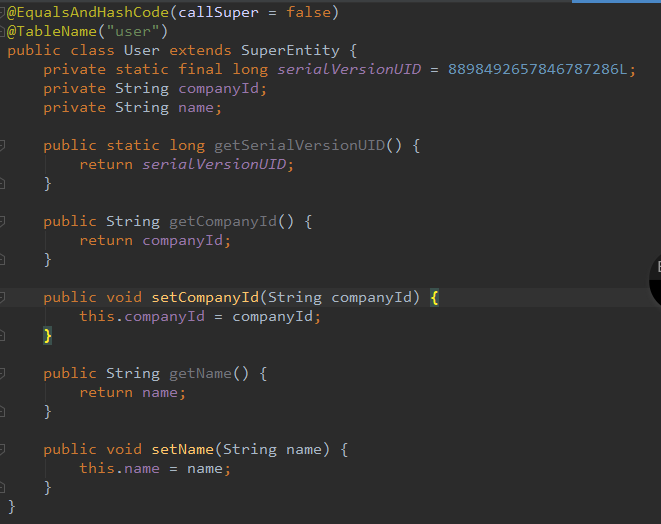 @EqualsAndHashCode(callSuper = false)
@TableName("user")
public class User extends SuperEntity {
    private static final long serialVersionUID = 8898492657846787286L;
    private String companyId;
    private String name;

    public static long getSerialVersionUID() {
        return serialVersionUID;
    }

    public String getCompanyId() {
        return companyId;
    }

    public void setCompanyId(String companyId) {
        this.companyId = companyId;
    }

    public String getName() {
        return name;
    }

    public void setName(String name) {
        this.name = name;
    }
}